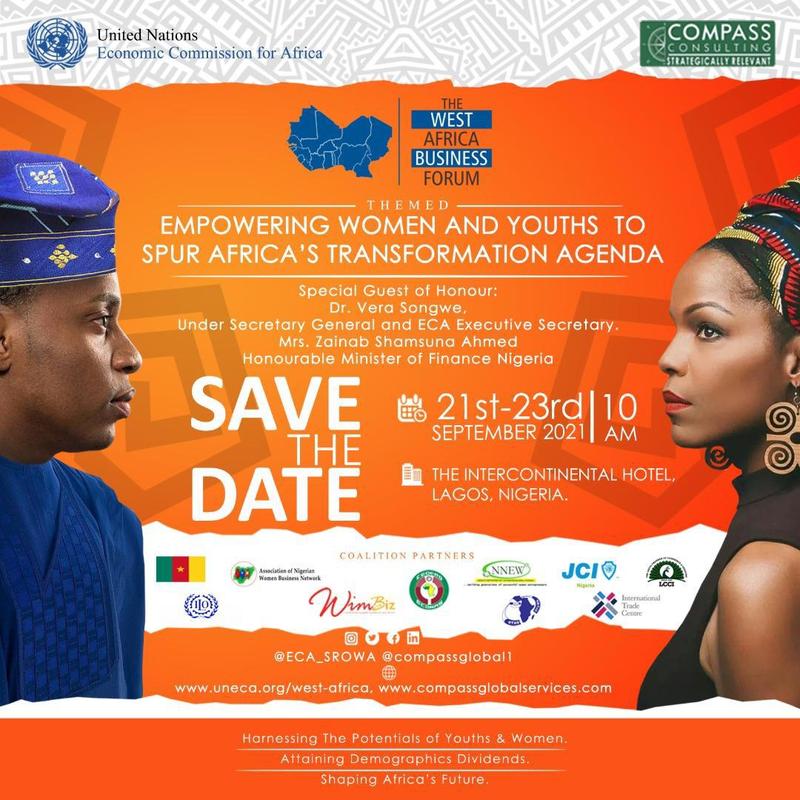 United Nations
Economic Commission for Africa
COMPASS
CONSULTING
STRATEGICALLY RELEVANT
THE
WEST
AFRICA
BUSINESS
FORUM
THEMED
EMPOWERING WOMEN AND YOUTHS TO
SPUR AFRICA'S TRANSFORMATION AGENDA
Special Guest of Honour:
Dr. Vera Songwe,
Under Secretary General and ECA Executive Secretary.
Mrs. Zainab Shamsuna Ahmed
Honourable Minister of Finance Nigeria
SAVE
THE
DATE
21st-23rd
SEPTEMBER 2021
10
AM
THE INTERCONTINENTAL HOTEL,
LAGOS, NIGERIA.
COALITION PARTNERS
Association of Nigerian
Women Business Network
NNEW
JCI
Nigeria
LCCI
ILO
WimBiz
International
Trade
Centre
@ECA_SROWA @compassglobal1
www.uneca.org/west-africa, www.compassglobalservices.com
Harnessing The Potentials of Youths & Women.
Attaining Demographics Dividends.
Shaping Africa's Future.